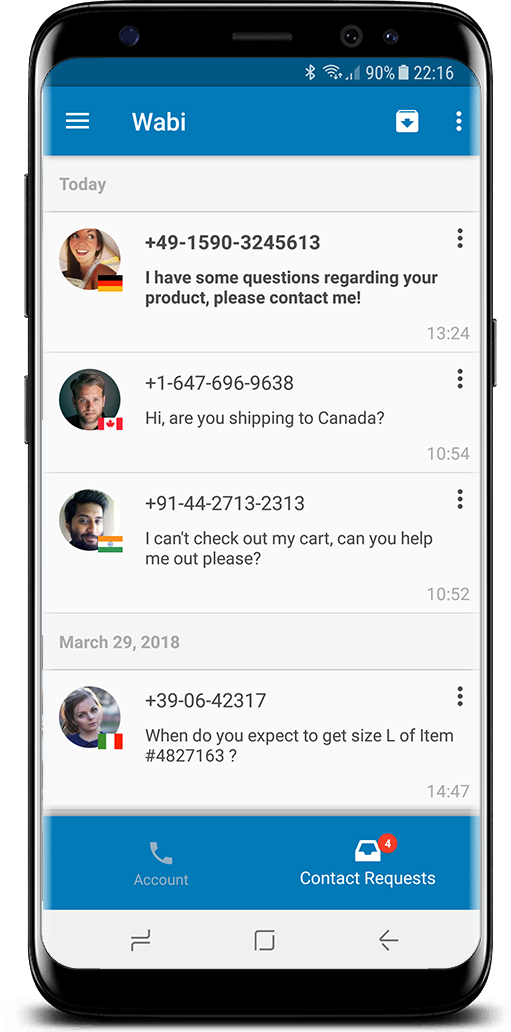 90% 22:16
Wabi
Today
+49-1590-3245613
I have some questions regarding your
product, please contact me!
13:24
+1-647-696-9638
Hi, are you shipping to Canada?
10:54
+91-44-2713-2313
I can't check out my cart, can you help
me out please?
10:52
March 29, 2018
+39-06-42317
When do you expect to get size L of Item
#4827163 ?
14:47
4
Account
Contact Requests